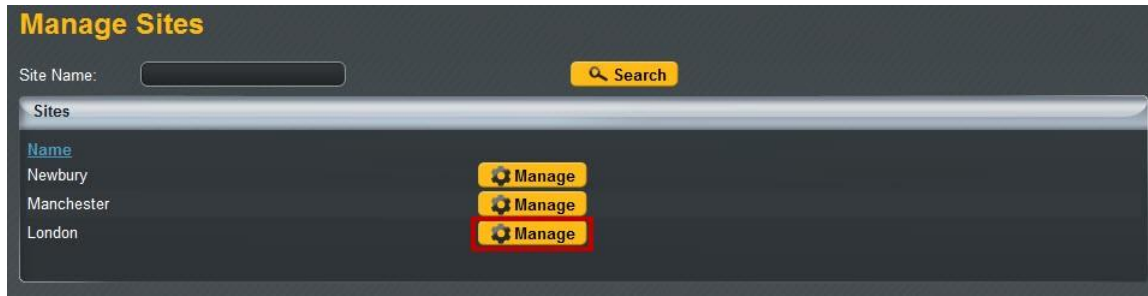 Manage Sites
Site Name: Search
Sites
Name
Newbury Manage
Manchester Manage
London Manage